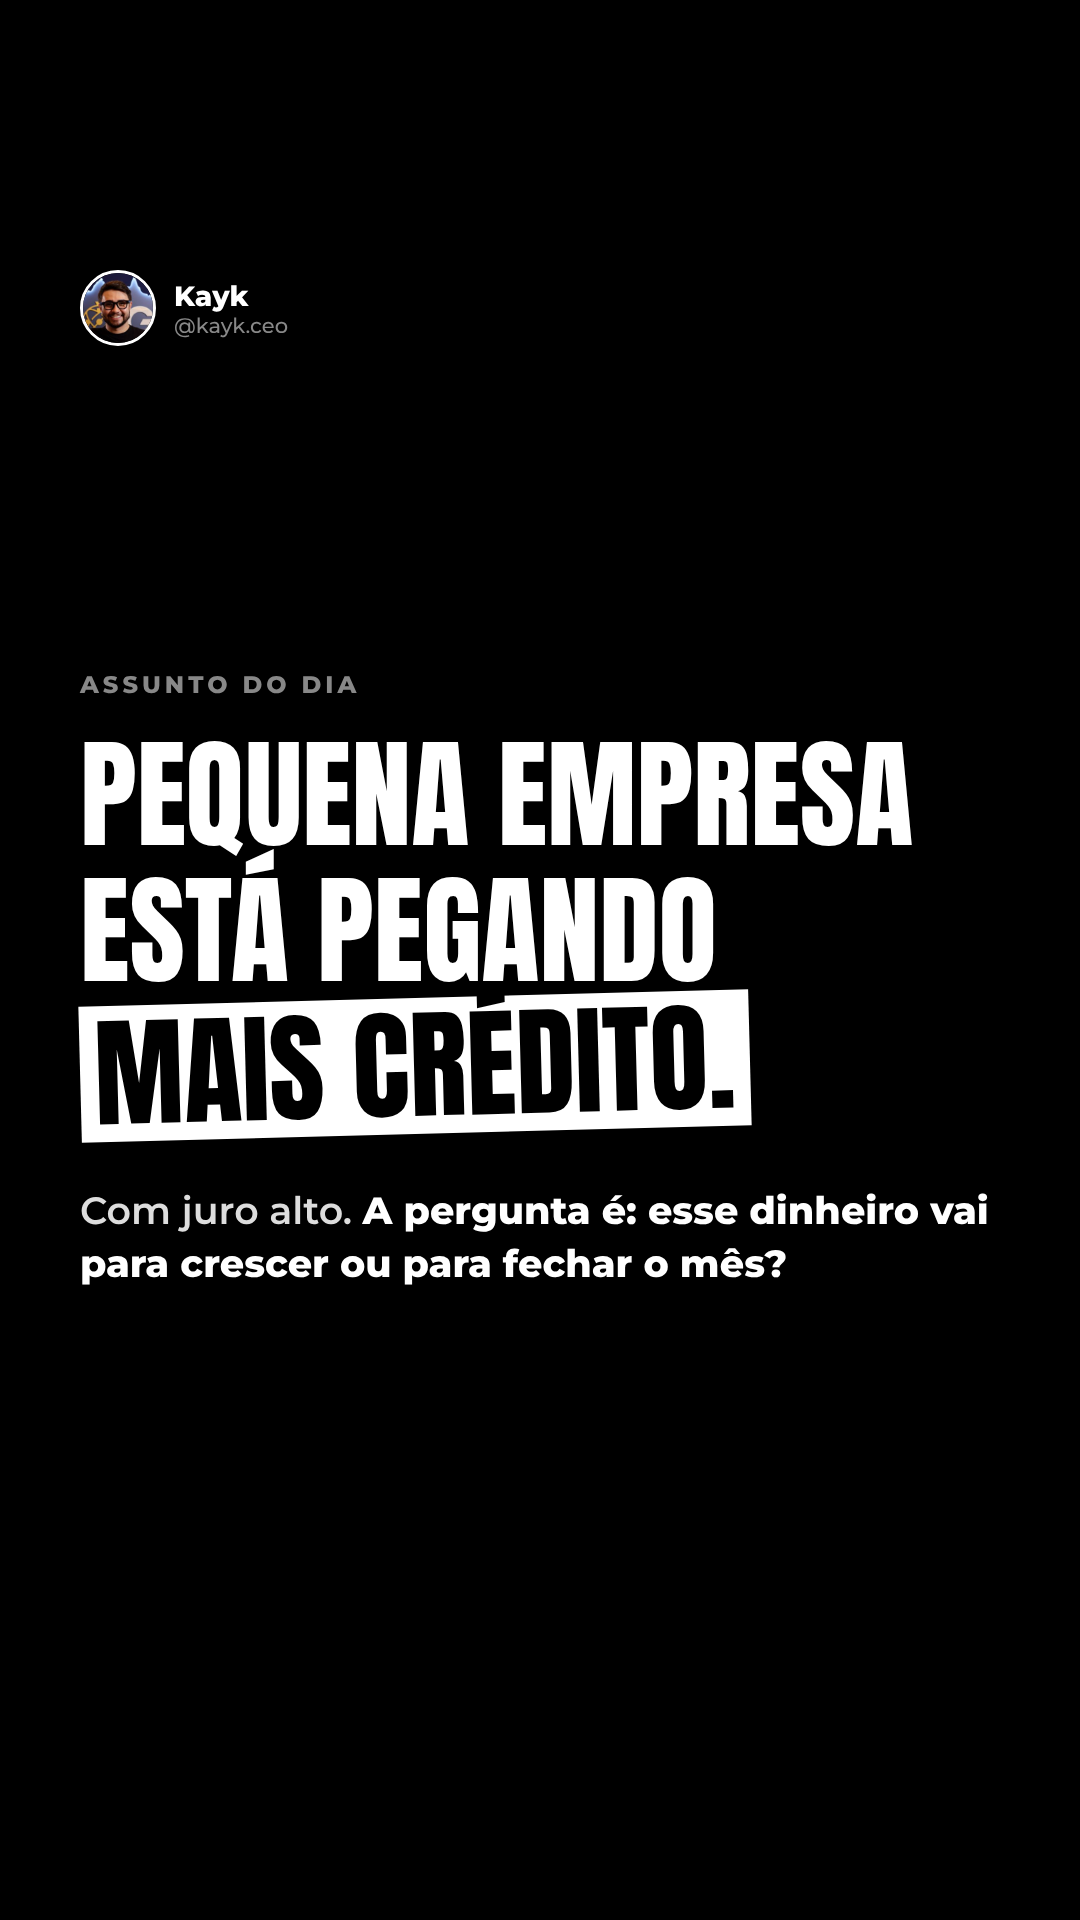 Kayk
@kayk.ceo
ASSUNTO DO DIA
PEQUENA EMPRESA
ESTÁ PEGANDO
MAIS CRÉDITO.
Com juro alto. A pergunta é: esse dinheiro vai
para crescer ou para fechar o mês?